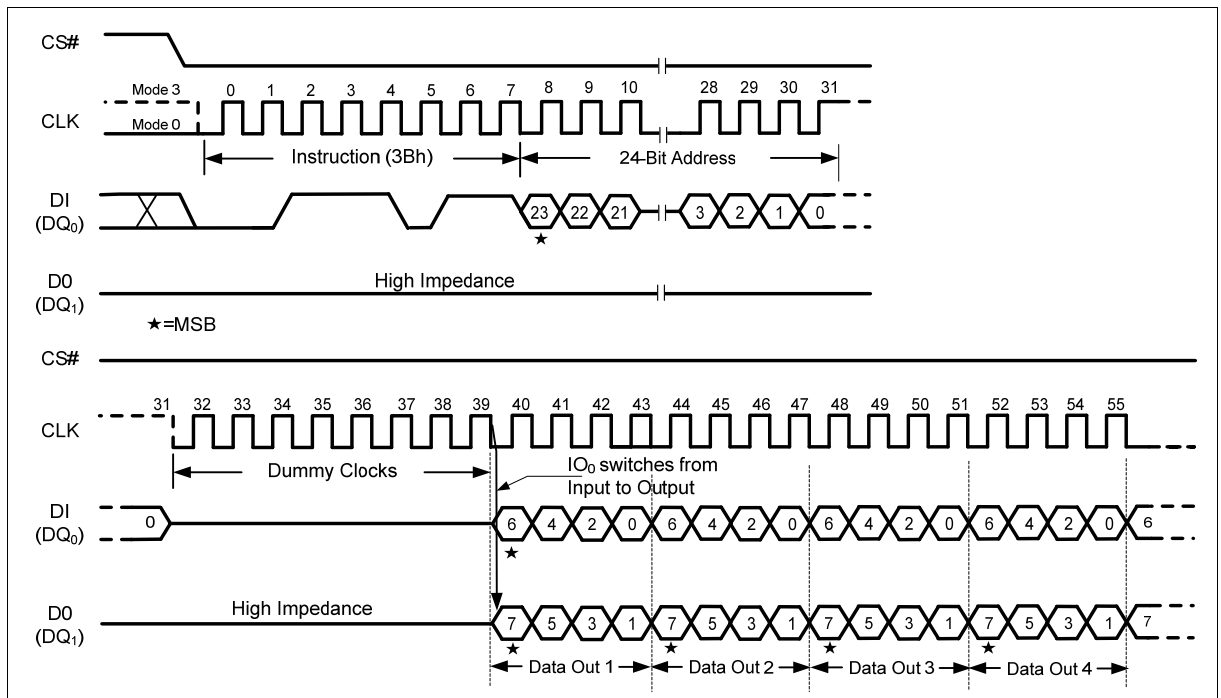 CS#
Mode 3 0 1 2 3 4 5 6 7 8 9 10 28 29 30 31
CLK
Mode 0
Instruction (3Bh) 24-Bit Address
DI
(DQ0)
23 22 21 3 2 1 0
★
D0
(DQ1)
High Impedance
★=MSB
CS#
31 32 33 34 35 36 37 38 39 40 41 42 43 44 45 46 47 48 49 50 51 52 53 54 55
CLK
Dummy Clocks
IO0 switches from
Input to Output
DI
(DQ0)
0 6 4 2 0 6 4 2 0 6 4 2 0 6 4 2 0 6
★
D0
(DQ1)
High Impedance
7 5 3 1 7 5 3 1 7 5 3 1 7 5 3 1 7
★ ★ ★ ★
Data Out 1 Data Out 2 Data Out 3 Data Out 4